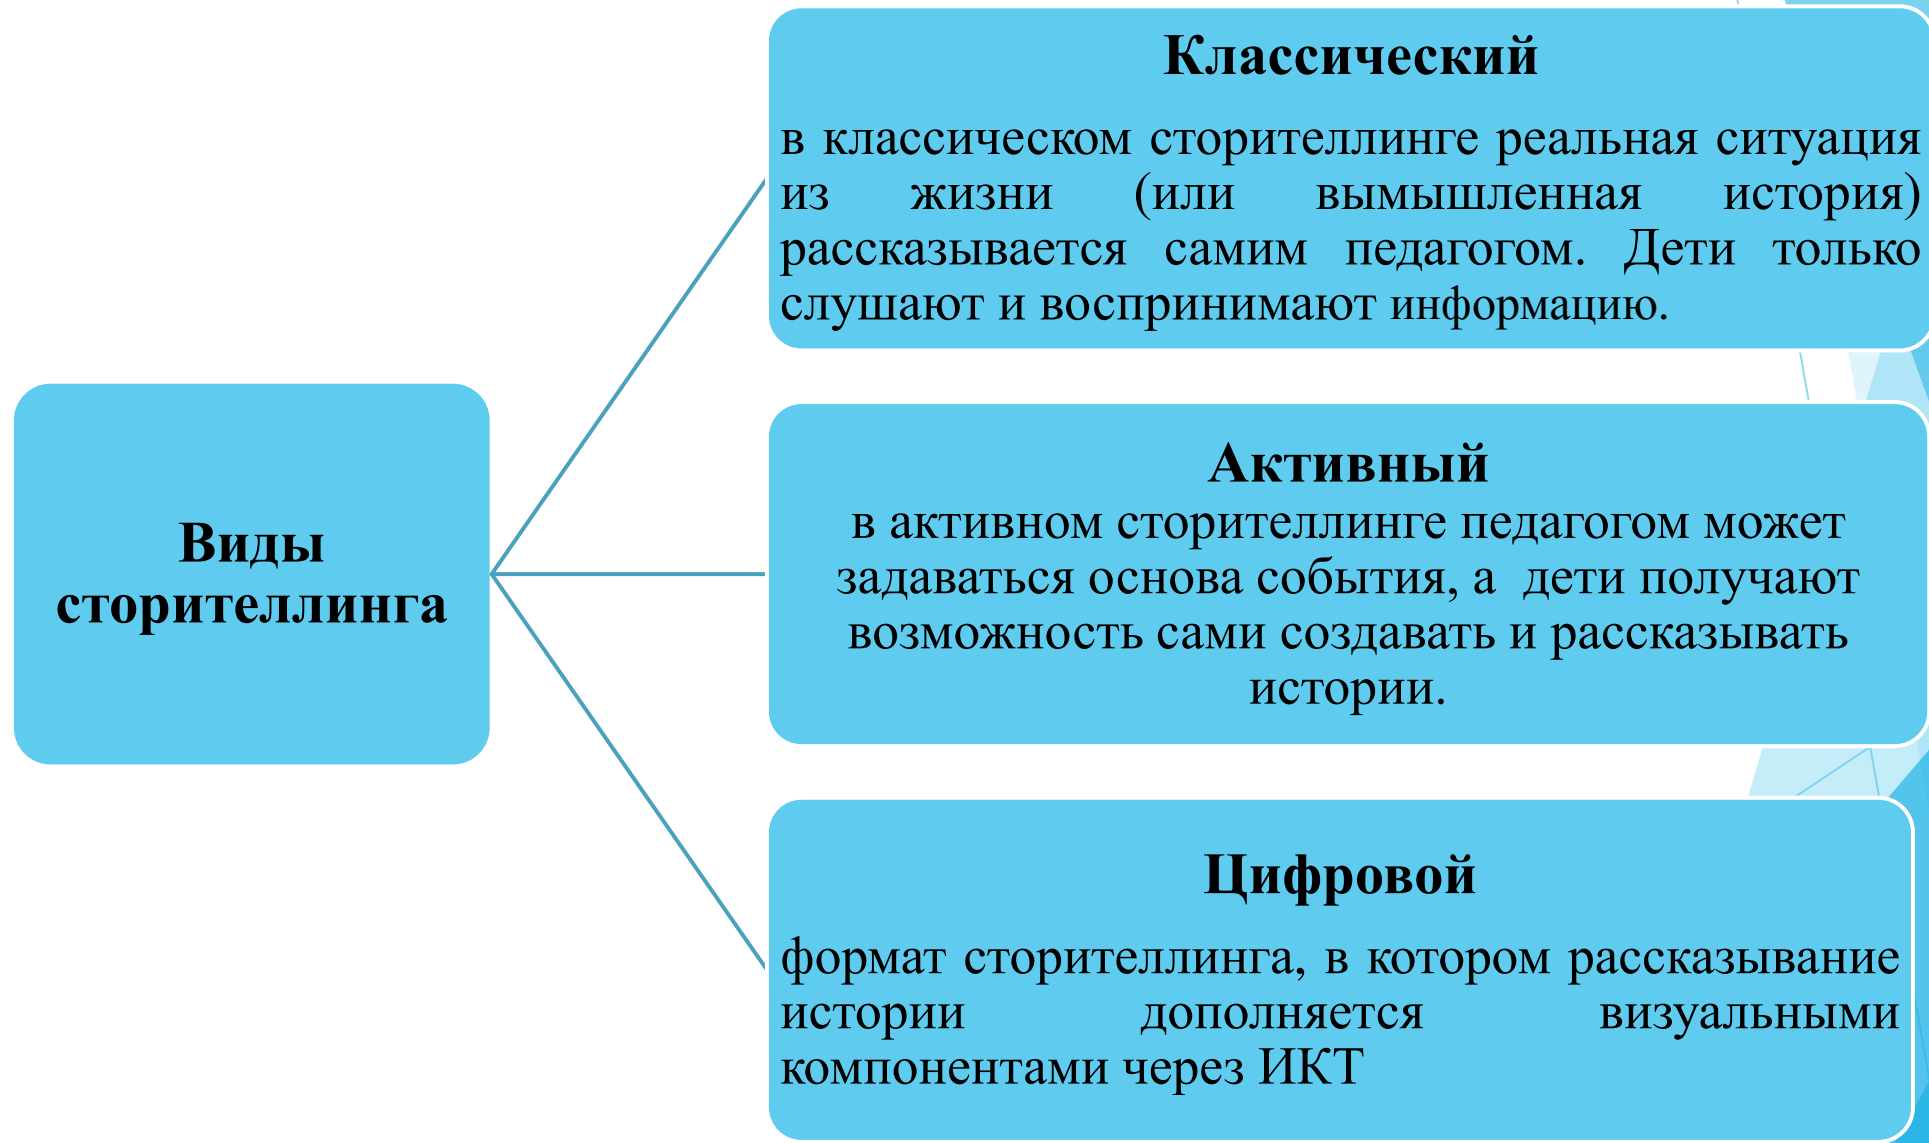 Классический
в классическом сторителлинге реальная ситуация
из жизни (или вымышленная история)
рассказывается самим педагогом. Дети только
слушают и воспринимают информацию.
Виды
сторителлинга
Активный
в активном сторителлинге педагогом может
задаваться основа события, а дети получают
возможность сами создавать и рассказывать
истории.
Цифровой
формат сторителлинга, в котором рассказывание
истории дополняется визуальными
компонентами через ИКТ